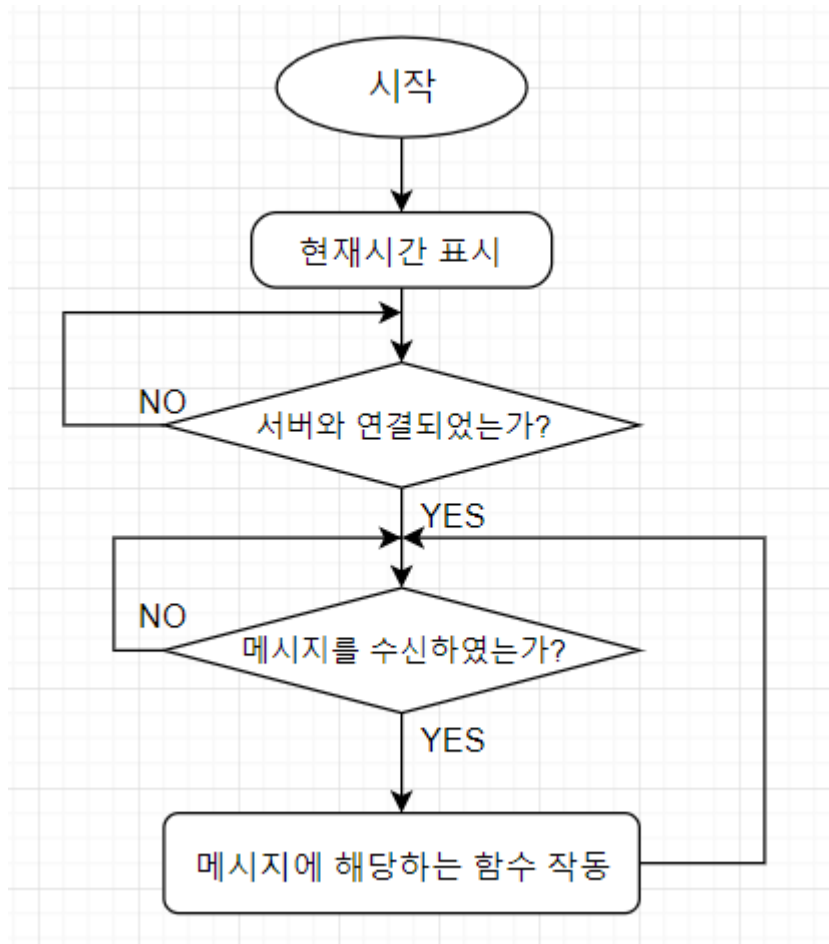 시작
현재시간 표시
NO
서버와 연결되었는가?
YES
NO
메시지를 수신하였는가?
YES
메시지에 해당하는 함수 작동